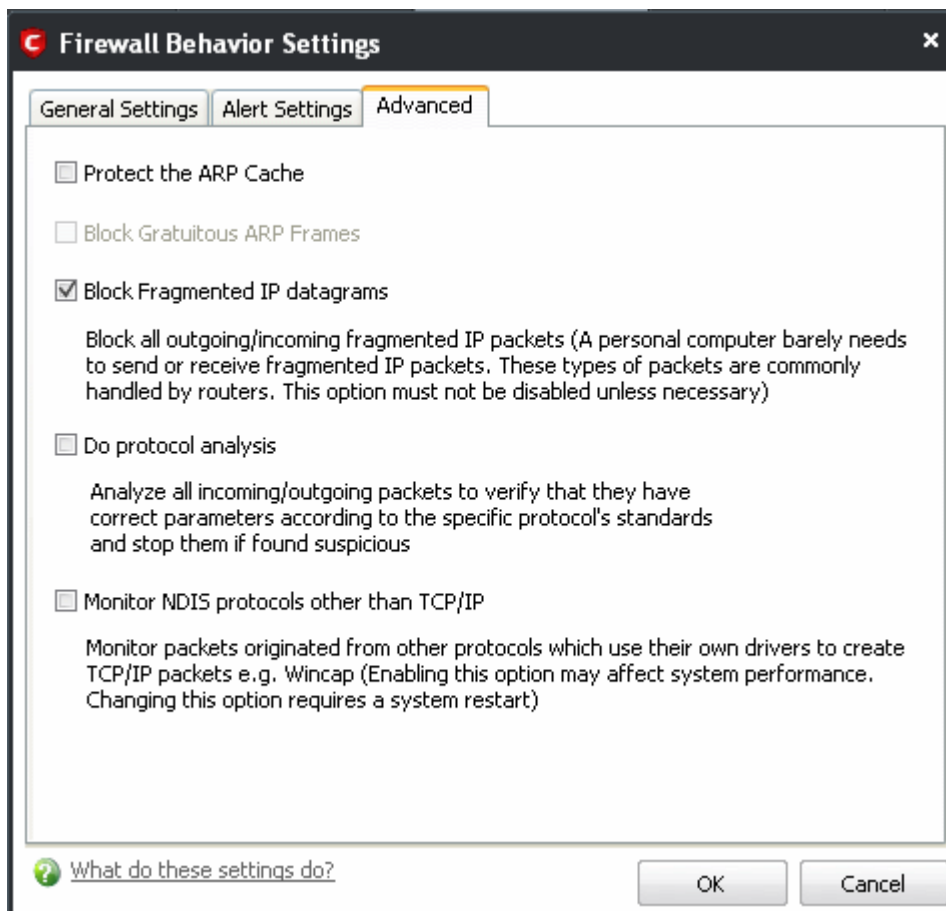 Firewall Behavior Settings
General Settings
Alert Settings
Advanced
Protect the ARP Cache
Block Gratuitous ARP Frames
Block Fragmented IP datagrams
Block all outgoing/incoming fragmented IP packets (A personal computer barely needs
to send or receive fragmented IP packets. These types of packets are commonly
handled by routers. This option must not be disabled unless necessary)
Do protocol analysis
Analyze all incoming/outgoing packets to verify that they have
correct parameters according to the specific protocol's standards
and stop them if found suspicious
Monitor NDIS protocols other than TCP/IP
Monitor packets originated from other protocols which use their own drivers to create
TCP/IP packets e.g. Wincap (Enabling this option may affect system performance.
Changing this option requires a system restart)
What do these settings do?
OK
Cancel